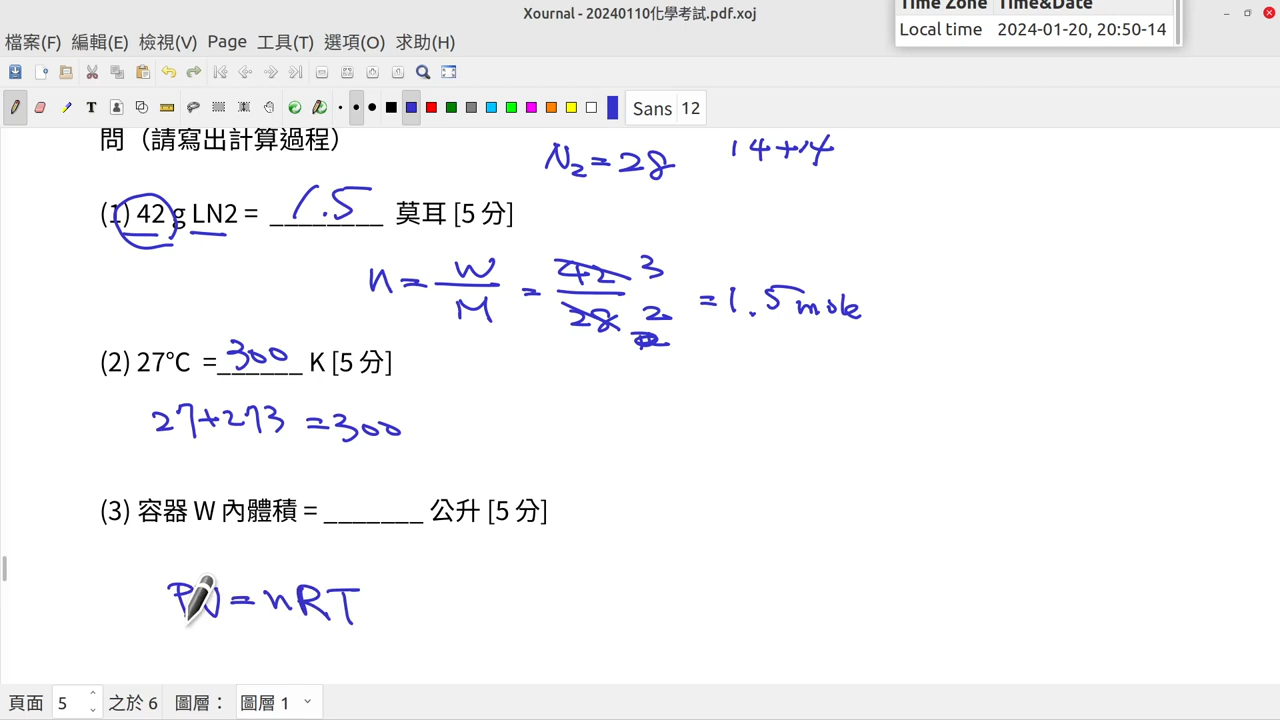 Xournal - 20240110化學考試.pdf.xoj
Time Zone Time&Date
Local time 2024-01-20, 20:50-14
檔案(F) 編輯(E) 檢視(V) Page 工具(T) 選項(O) 求助(H)
Sans 12
問（請寫出計算過程）
N2=28 14+14
(1) 42 g LN2 = 1.5 莫耳 [5 分]
n = W/M = 42/28 3/2 = 1.5 mole
(2) 27°C = 300 K [5 分]
27+273 = 300
(3) 容器 W 內體積 = _______ 公升 [5 分]
PV = nRT
頁面 5 之於 6 圖層： 圖層 1